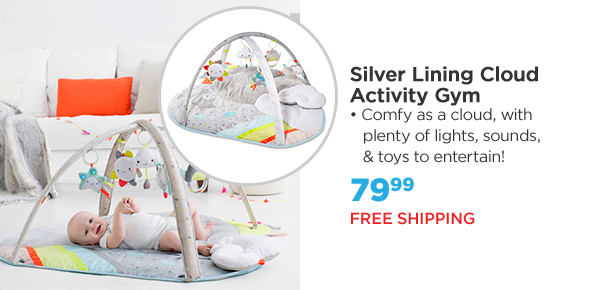 Silver Lining Cloud
Activity Gym
• Comfy as a cloud, with
plenty of lights, sounds,
& toys to entertain!
79⁹⁹
FREE SHIPPING